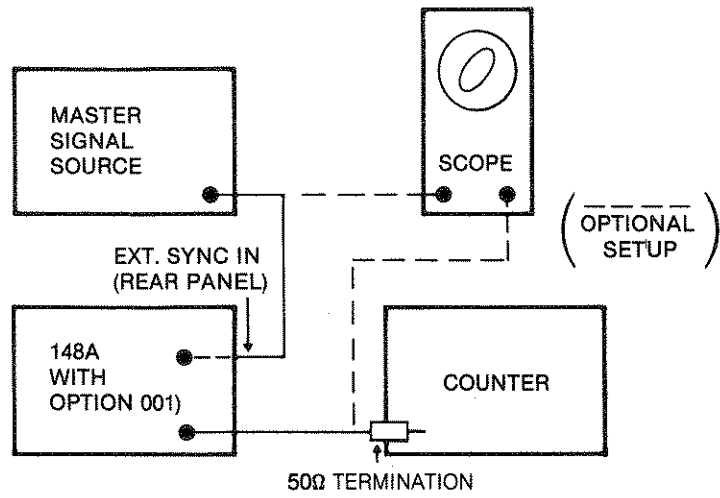 MASTER
SIGNAL
SOURCE
SCOPE
OPTIONAL
SETUP
EXT. SYNC IN
(REAR PANEL)
148A
WITH
OPTION 001)
COUNTER
50Ω TERMINATION